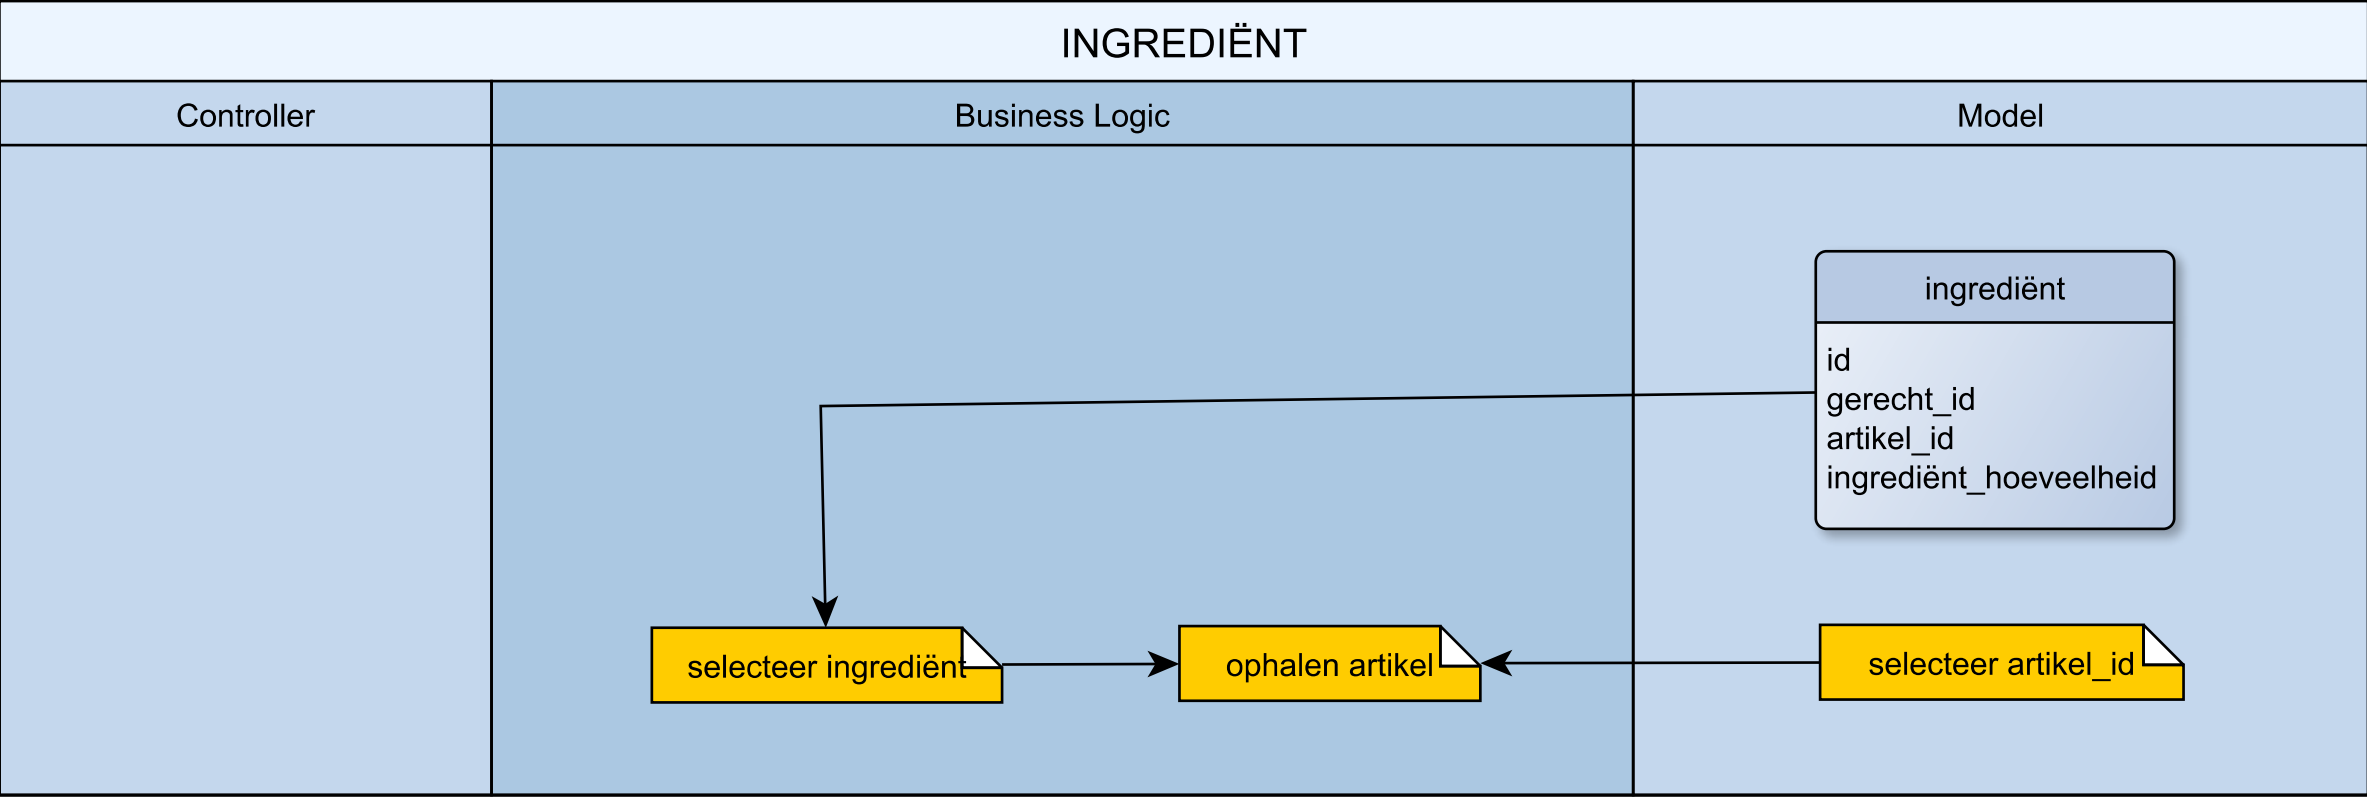 INGREDIËNT
Controller
Business Logic
Model
ingrediënt
id
gerecht_id
artikel_id
ingrediënt_hoeveelheid
selecteer ingrediënt
ophalen artikel
selecteer artikel_id